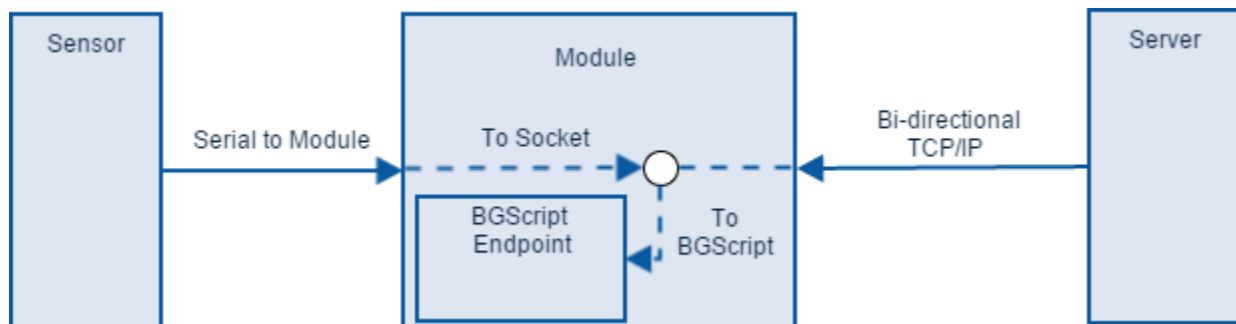 Sensor
Module
Server
Serial to Module
To Socket
Bi-directional
TCP/IP
BGScript
Endpoint
To
BGScript